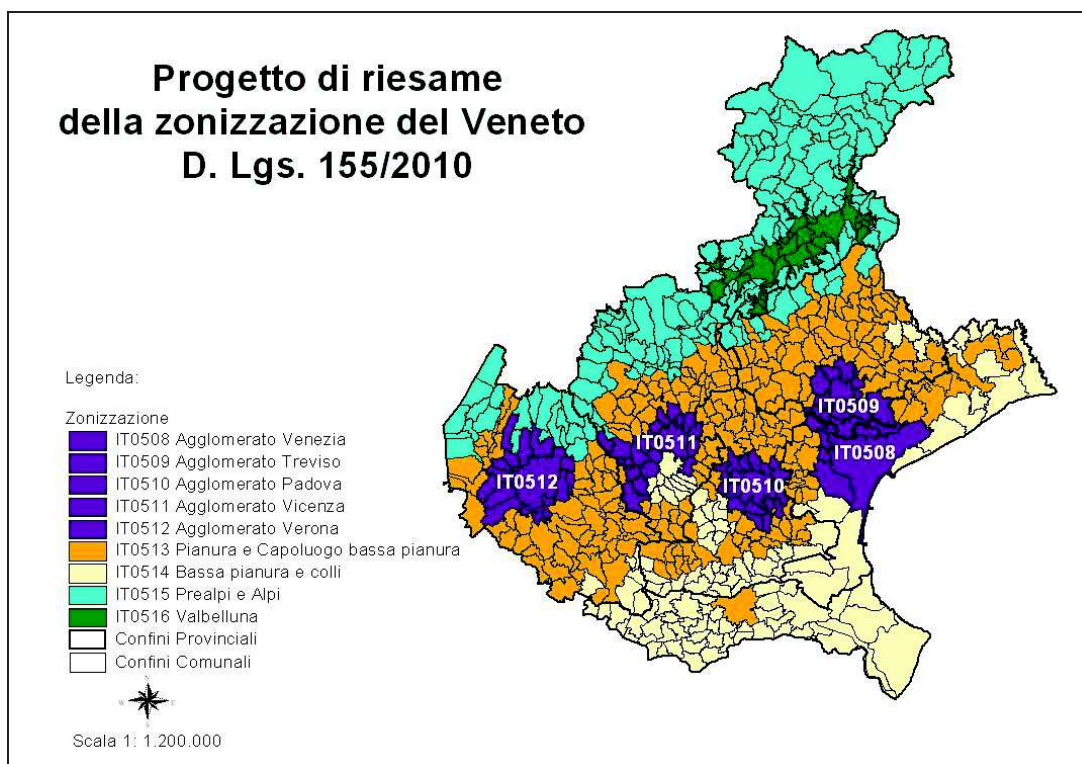 Progetto di riesame
della zonizzazione del Veneto
D. Lgs. 155/2010
Legenda:
Zonizzazione
IT0508 Agglomerato Venezia
IT0509 Agglomerato Treviso
IT0510 Agglomerato Padova
IT0511 Agglomerato Vicenza
IT0512 Agglomerato Verona
IT0513 Pianura e Capoluogo bassa pianura
IT0514 Bassa pianura e colli
IT0515 Prealpi e Alpi
IT0516 Valbelluna
Confini Provinciali
Confini Comunali
N
W
E
S
Scala 1: 1.200.000
IT0509
IT0511
IT0508
IT0512
IT0510